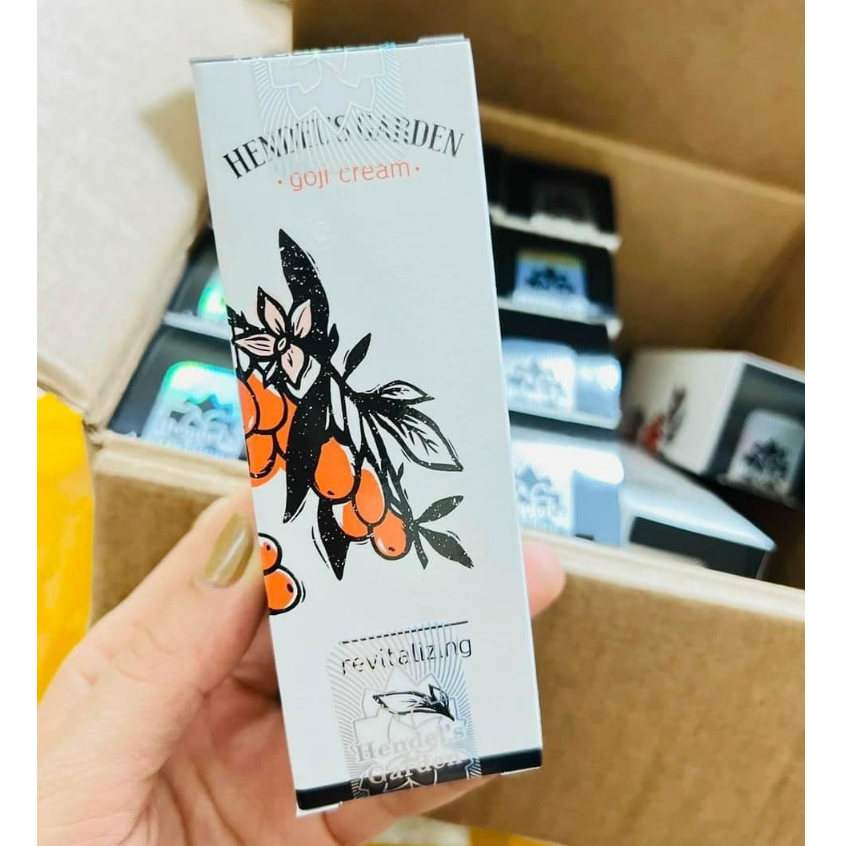 HENDEL'S GARDEN
• goji cream •
revitalizing
Hendel's
Garden